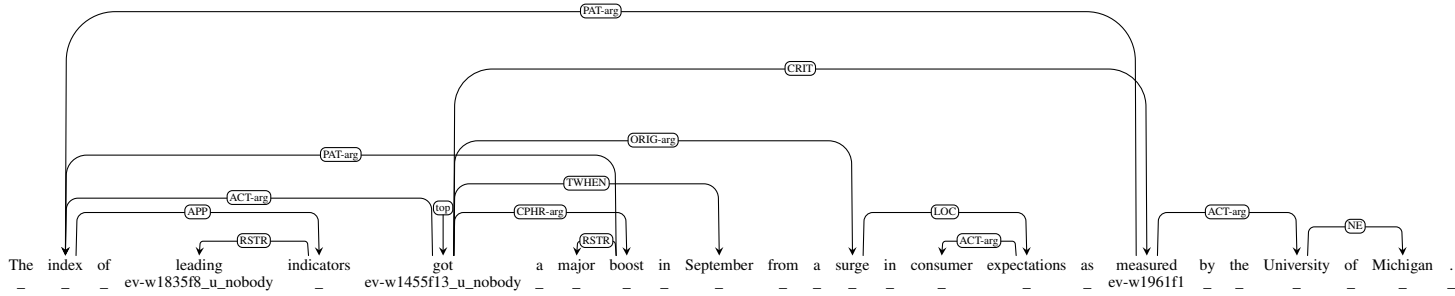 PAT-arg
CRIT
ORIG-arg
PAT-arg
TWHEN
ACT-arg
top
APP CPHR-arg LOC ACT-arg
NE
RSTR RSTR ACT-arg
The index of leading indicators got a major boost in September from a surge in consumer expectations as measured by the University of Michigan .
_ _ _ ev-w1835f8_u_nobody _ ev-w1455f13_u_nobody _ _ _ _ _ _ _ _ _ _ _ _ ev-w1961f1 _ _ _ _ _ _